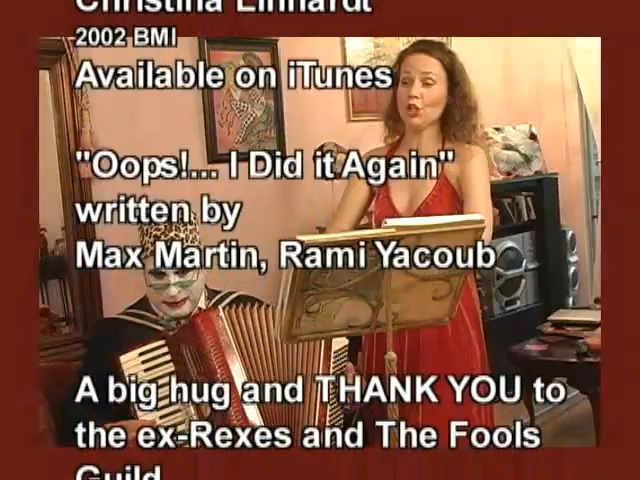 Christina Linhardt
2002 BMI
Available on iTunes
"Oops!... I Did it Again"
written by
Max Martin, Rami Yacoub
A big hug and THANK YOU to
the ex-Rexes and The Fools
Guild